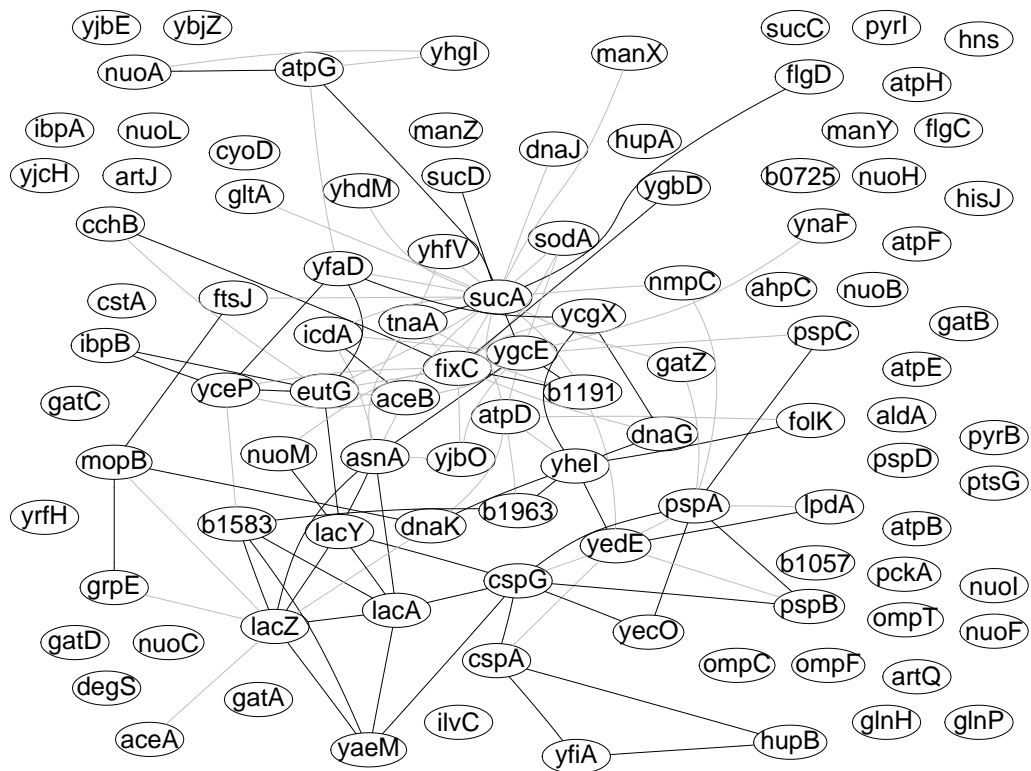 yjbE
ybjZ
sucC
pyrI
hns
nuoA
atpG
yhgI
manX
flgD
atpH
ibpA
nuoL
cyoD
manZ
dnaJ
hupA
manY
flgC
yjcH
artJ
gltA
yhdM
sucD
ygbD
b0725
nuoH
hisJ
cchB
yfaD
yhfV
sodA
ynaF
atpF
cstA
ftsJ
sucA
nmpC
ahpC
nuoB
icdA
tnaA
ycgX
pspC
gatB
ibpB
yceP
eutG
fixC
ygcE
gatZ
atpE
gatC
aceB
atpD
b1191
dnaG
folK
aldA
pyrB
mopB
nuoM
asnA
yjbO
yheI
pspD
ptsG
yrfH
b1583
lacY
dnaK
b1963
pspA
lpdA
atpB
yedE
grpE
cspG
b1057
pckA
nuoI
lacZ
lacA
yecO
pspB
ompT
nuoF
gatD
nuoC
cspA
ompC
ompF
artQ
degS
gatA
ilvC
glnH
glnP
aceA
yaeM
yfiA
hupB